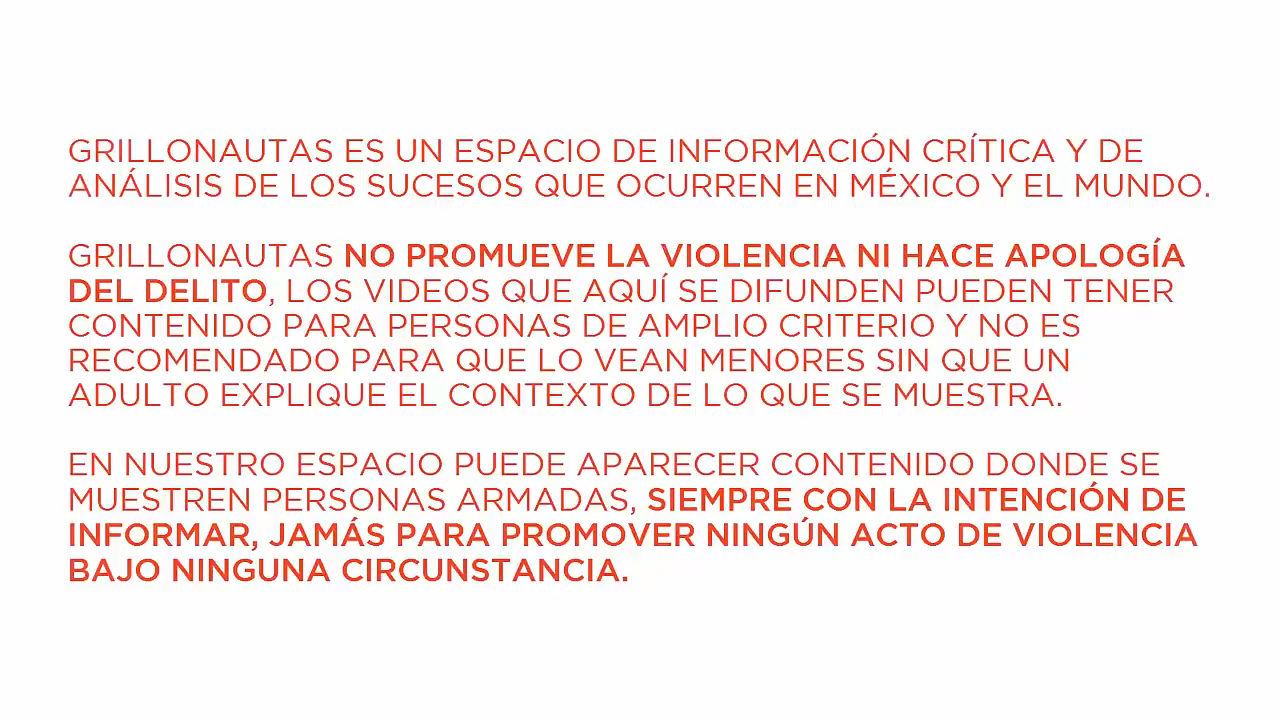 GRILLONAUTAS ES UN ESPACIO DE INFORMACIÓN CRÍTICA Y DE
ANÁLISIS DE LOS SUCESOS QUE OCURREN EN MÉXICO Y EL MUNDO.
GRILLONAUTAS NO PROMUEVE LA VIOLENCIA NI HACE APOLOGÍA
DEL DELITO, LOS VIDEOS QUE AQUÍ SE DIFUNDEN PUEDEN TENER
CONTENIDO PARA PERSONAS DE AMPLIO CRITERIO Y NO ES
RECOMENDADO PARA QUE LO VEAN MENORES SIN QUE UN
ADULTO EXPLIQUE EL CONTEXTO DE LO QUE SE MUESTRA.
EN NUESTRO ESPACIO PUEDE APARECER CONTENIDO DONDE SE
MUESTREN PERSONAS ARMADAS, SIEMPRE CON LA INTENCIÓN DE
INFORMAR, JAMÁS PARA PROMOVER NINGÚN ACTO DE VIOLENCIA
BAJO NINGUNA CIRCUNSTANCIA.